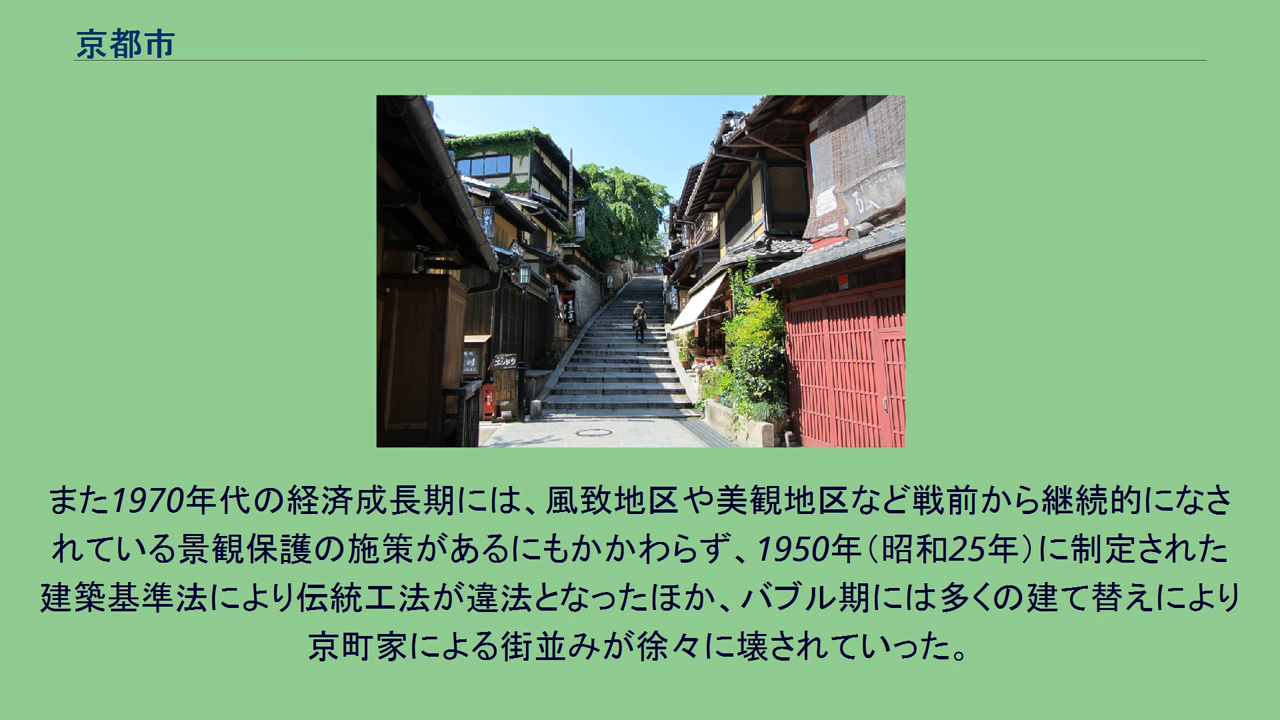 京都市
また1970年代の経済成長期には、風致地区や美観地区など戦前から継続的になさ
れている景観保護の施策があるにもかかわらず、1950年（昭和25年）に制定された
建築基準法により伝統工法が違法となったほか、バブル期には多くの建て替えにより
京町家による街並みが徐々に壊されていった。